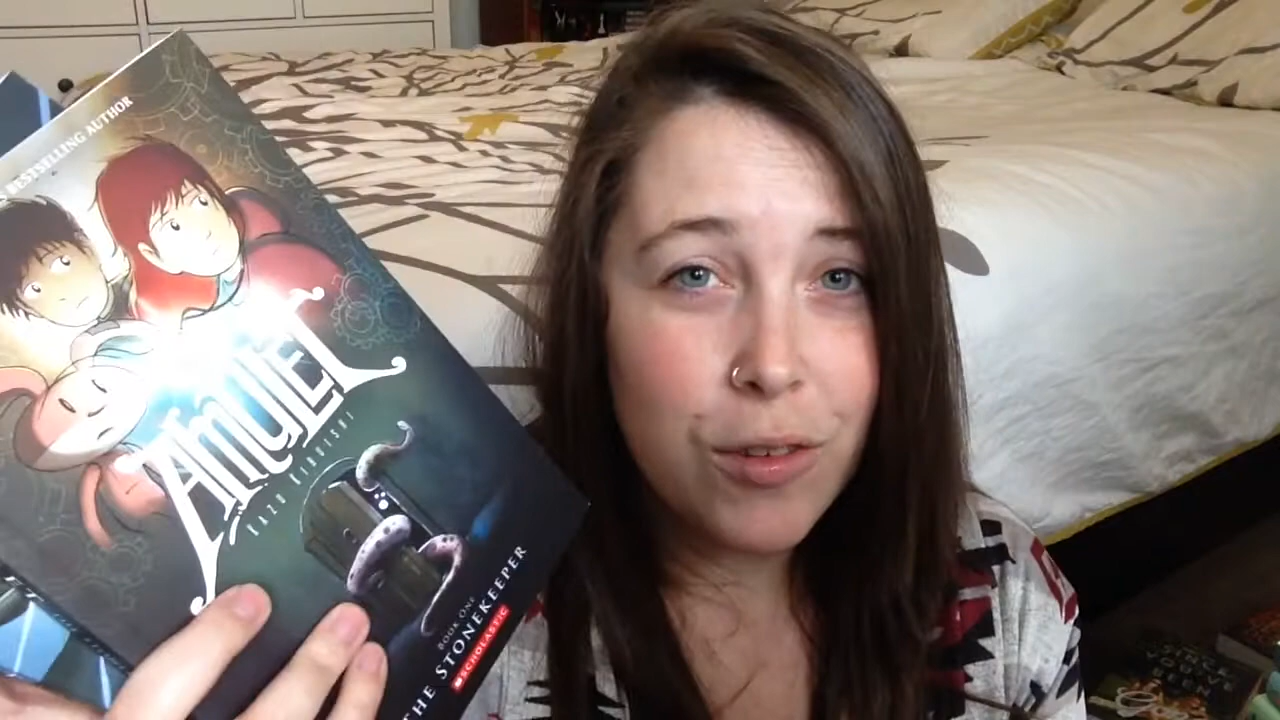 BESTSELLING AUTHOR
AMULET
KAZU KIBUISHI
BOOK ONE
THE STONEKEEPER
SCHOLASTIC